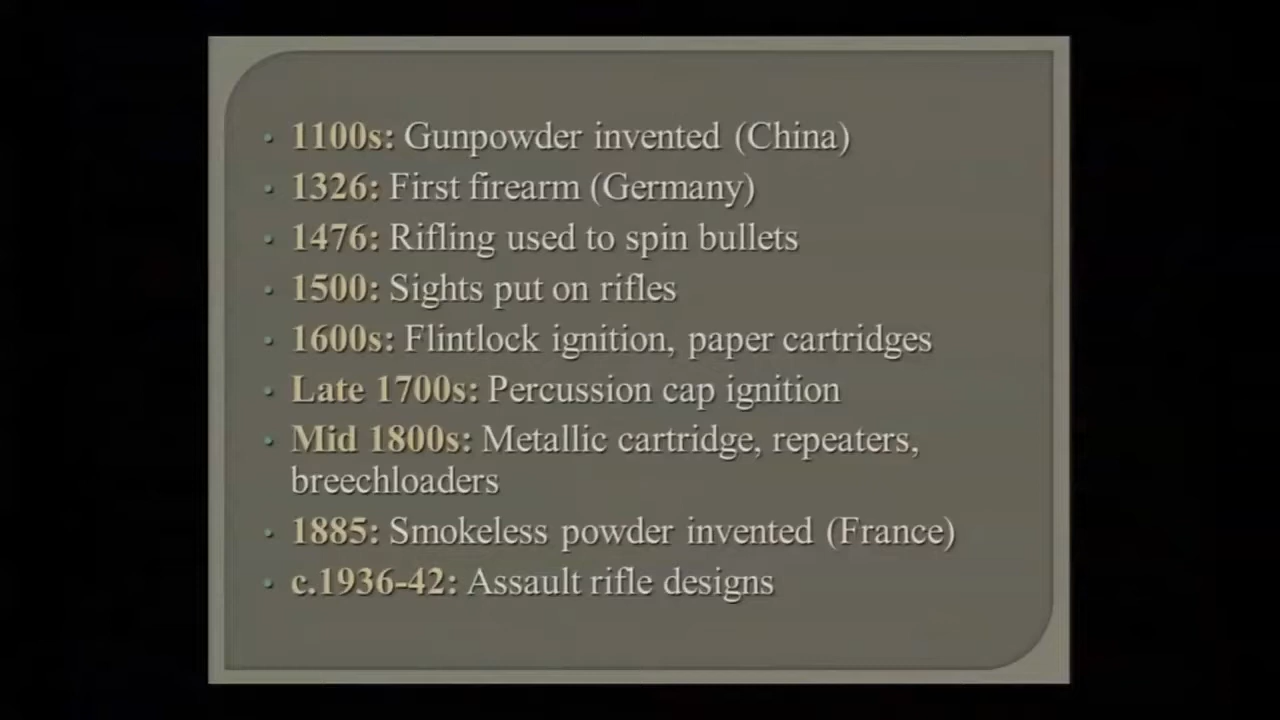 • 1100s: Gunpowder invented (China)
• 1326: First firearm (Germany)
• 1476: Rifling used to spin bullets
• 1500: Sights put on rifles
• 1600s: Flintlock ignition, paper cartridges
• Late 1700s: Percussion cap ignition
• Mid 1800s: Metallic cartridge, repeaters,
breechloaders
• 1885: Smokeless powder invented (France)
• c.1936-42: Assault rifle designs